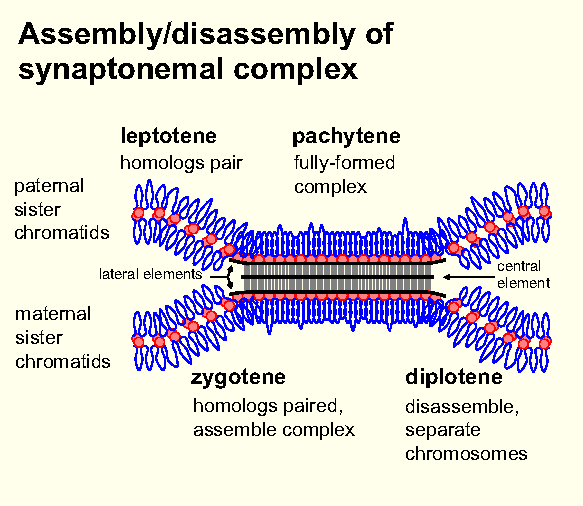 Assembly/disassembly of
synaptonemal complex
leptotene
homologs pair
pachytene
fully-formed
complex
paternal
sister
chromatids
lateral elements
central
element
maternal
sister
chromatids
zygotene
homologs paired,
assemble complex
diplotene
disassemble,
separate
chromosomes